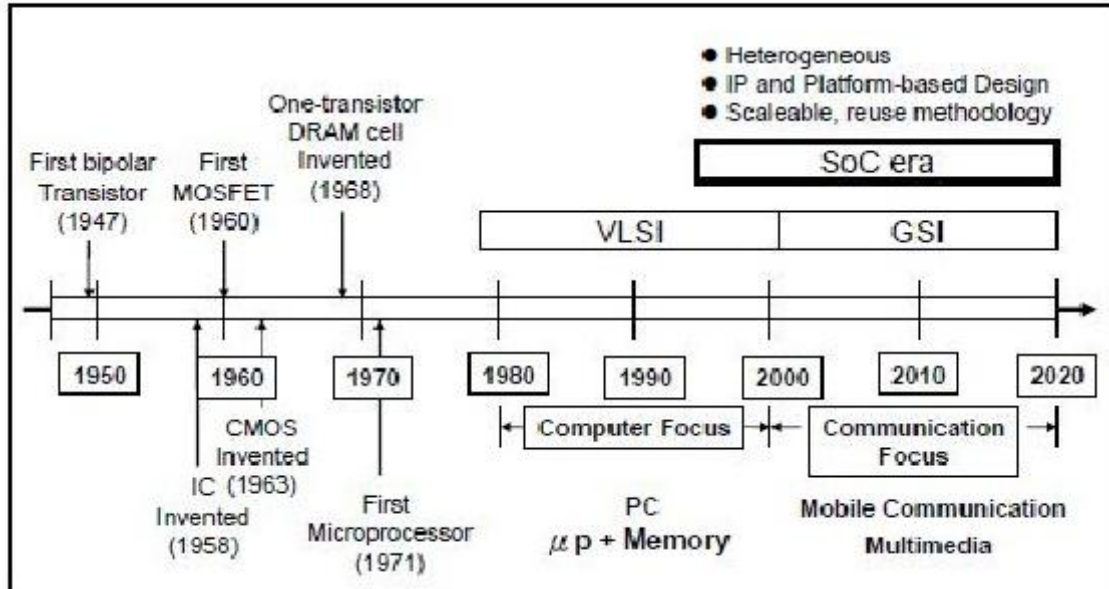 ● Heterogeneous
● IP and Platform-based Design
● Scaleable, reuse methodology
SoC era
One-transistor
DRAM cell
Invented
(1968)
First bipolar
Transistor
(1947)
First
MOSFET
(1960)
VLSI
GSI
1950
1960
1970
1980
1990
2000
2010
2020
Computer Focus
Communication
Focus
CMOS
Invented
(1963)
IC
Invented
(1958)
First
Microprocessor
(1971)
PC
μp + Memory
Mobile Communication
Multimedia